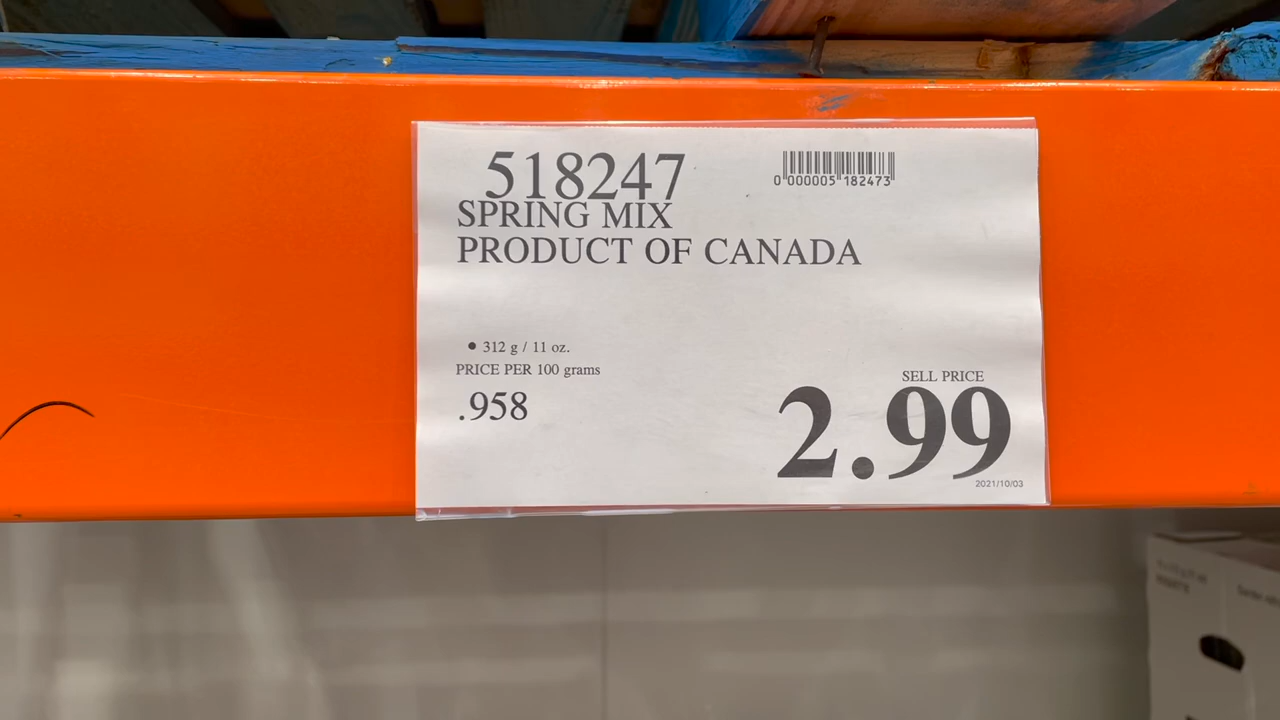 518247
0 000005 182473
SPRING MIX
PRODUCT OF CANADA
• 312 g / 11 oz.
PRICE PER 100 grams
.958
SELL PRICE
2.99
2021/10/03